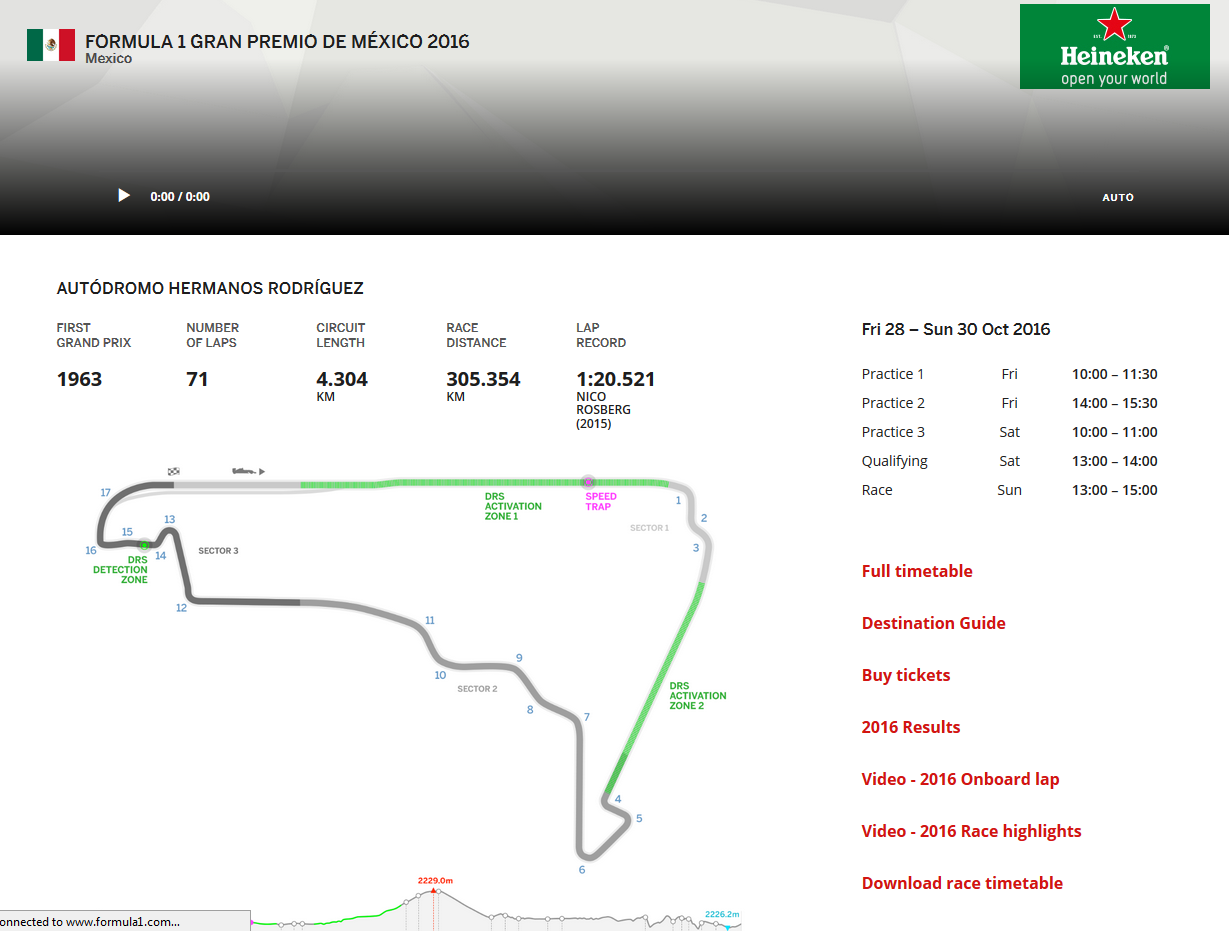 FORMULA 1 GRAN PREMIO DE MÉXICO 2016
Mexico
Heineken®
open your world
0:00 / 0:00
AUTO
AUTÓDROMO HERMANOS RODRÍGUEZ
FIRST
GRAND PRIX
1963
NUMBER
OF LAPS
71
CIRCUIT
LENGTH
4.304
KM
RACE
DISTANCE
305.354
KM
LAP
RECORD
1:20.521
NICO
ROSBERG
(2015)
Fri 28 – Sun 30 Oct 2016
Practice 1 Fri 10:00 – 11:30
Practice 2 Fri 14:00 – 15:30
Practice 3 Sat 10:00 – 11:00
Qualifying Sat 13:00 – 14:00
Race Sun 13:00 – 15:00
Full timetable
Destination Guide
Buy tickets
2016 Results
Video - 2016 Onboard lap
Video - 2016 Race highlights
Download race timetable
17
DRS
ACTIVATION
ZONE 1
SPEED
TRAP
1
2
3
SECTOR 1
13
15
14
16
DRS
DETECTION
ZONE
SECTOR 3
12
11
10
9
SECTOR 2
8
7
DRS
ACTIVATION
ZONE 2
4
5
6
2229.0m
2226.2m
onnected to www.formula1.com...